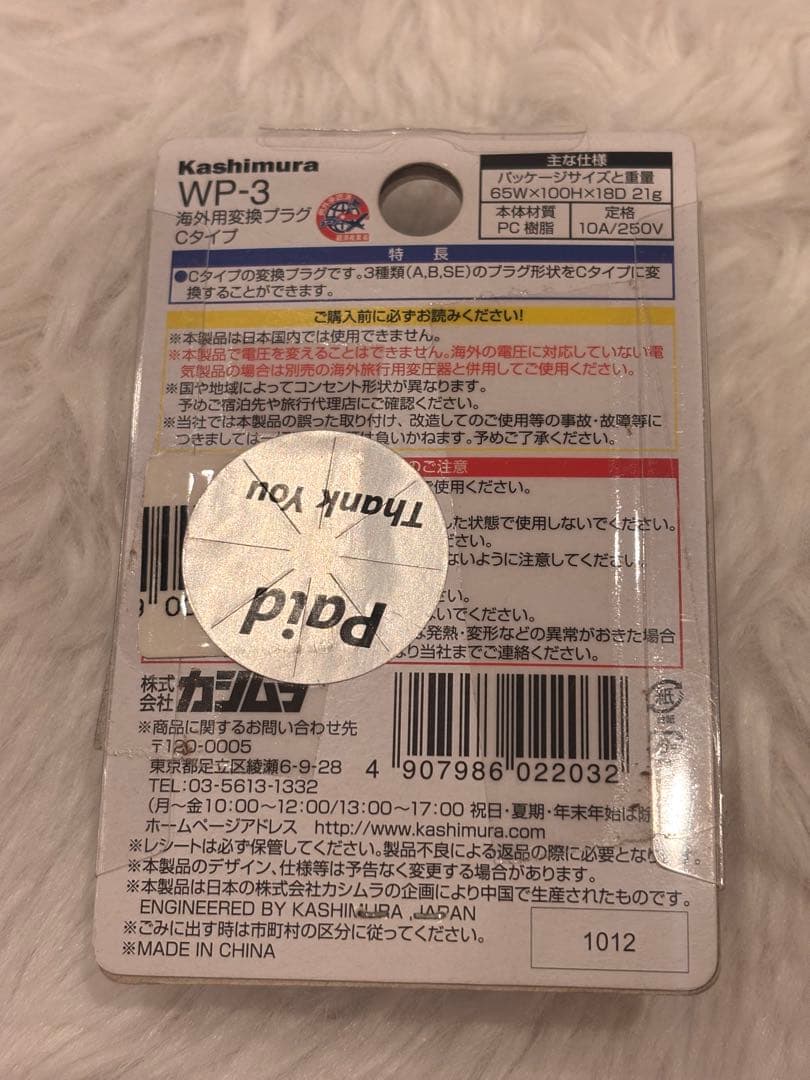 Kashimura
WP-3
海外用変換プラグ
Cタイプ
主な仕様
パッケージサイズと重量
65W×100H×18D 21g
本体材質
PC樹脂
定格
10A/250V
特長
●Cタイプの変換プラグです。3種類(A,B,SE)のプラグ形状をCタイプに変
換することができます。
ご購入前に必ずお読みください!
※本製品は日本国内では使用できません。
※本製品で電圧を変えることはできません。海外の電圧に対応していない電
気製品の場合は別売の海外旅行用変圧器と併用してご使用ください。
※国や地域によってコンセント形状が異なります。
予めご宿泊先や旅行代理店にご確認ください。
※当社では本製品の誤った取り付け、改造してのご使用等の事故・故障等に
つきましては一 は負いかねます。予めご了承ください。
のご注意
使用ください。
した状態で使用しないでください。
ださい。
ないように注意してください。
さい。
いでください。
な発熱・変形などの異常がおきた場合
り当社までご連絡ください。
Thank You
Paid
株式会社 カシムラ
※商品に関するお問い合わせ先
〒120-0005
東京都足立区綾瀬6-9-28
TEL 03-5613-1332
(月〜金10:00〜12:00/13:00〜17:00 祝日・夏期・年末年始は除
ホームページアドレス http://www.kashimura.com
4 907986 022032
紙
台紙
※レシートは必ず保管してください。製品不良による返品の際に必要となります。
※本製品のデザイン、仕様等は予告なく変更する場合があります。
※本製品は日本の株式会社カシムラの企画により中国で生産されたものです。
ENGINEERED BY KASHIMURA ,JAPAN
※ごみに出す時は市町村の区分に従ってください。
※MADE IN CHINA
1012